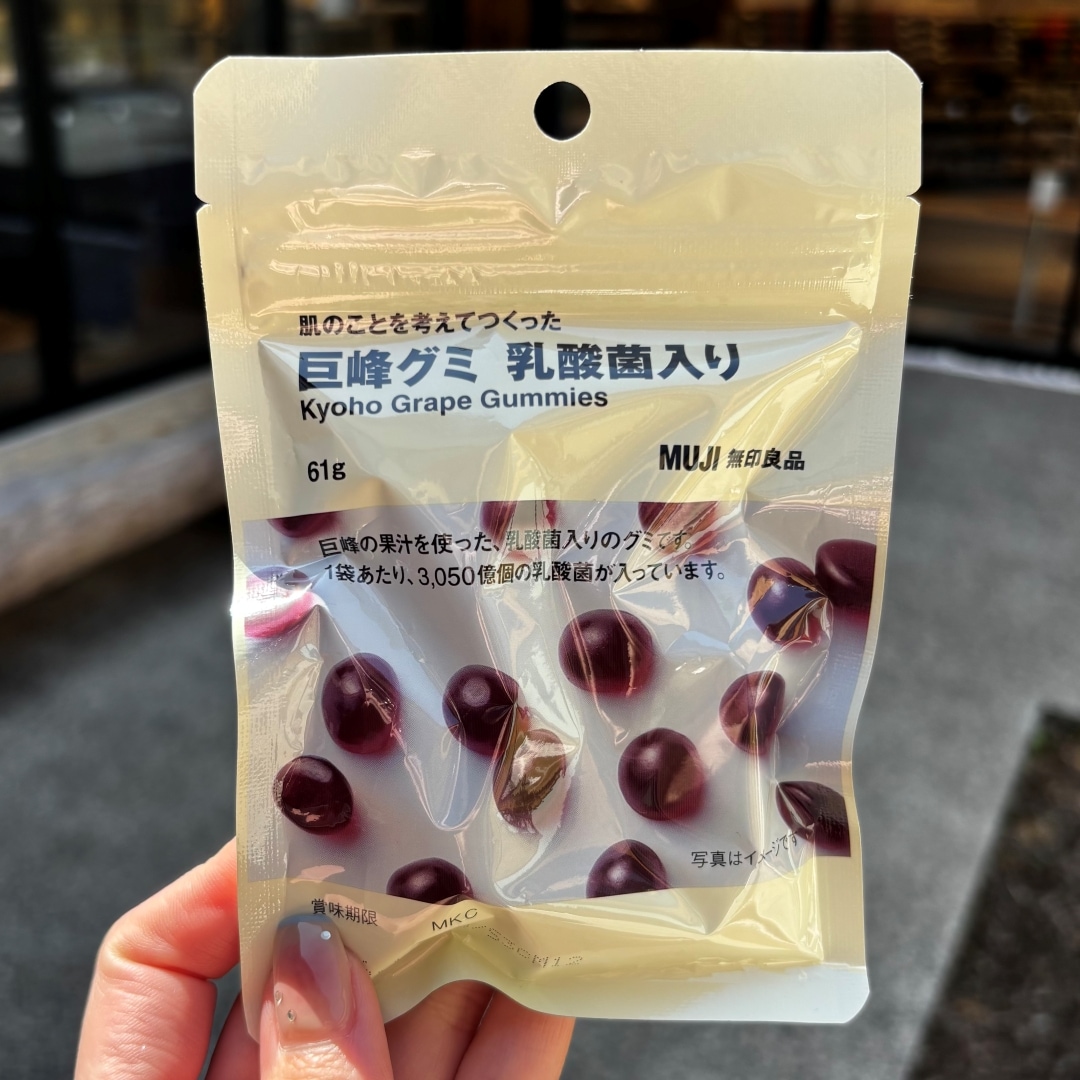 肌のことを考えてつくった
巨峰グミ 乳酸菌入り
Kyoho Grape Gummies
61g
MUJI 無印良品
巨峰の果汁を使った、乳酸菌入りのグミです。
1袋あたり、3,050億個の乳酸菌が入っています。
写真はイメージです
賞味期限
MKC